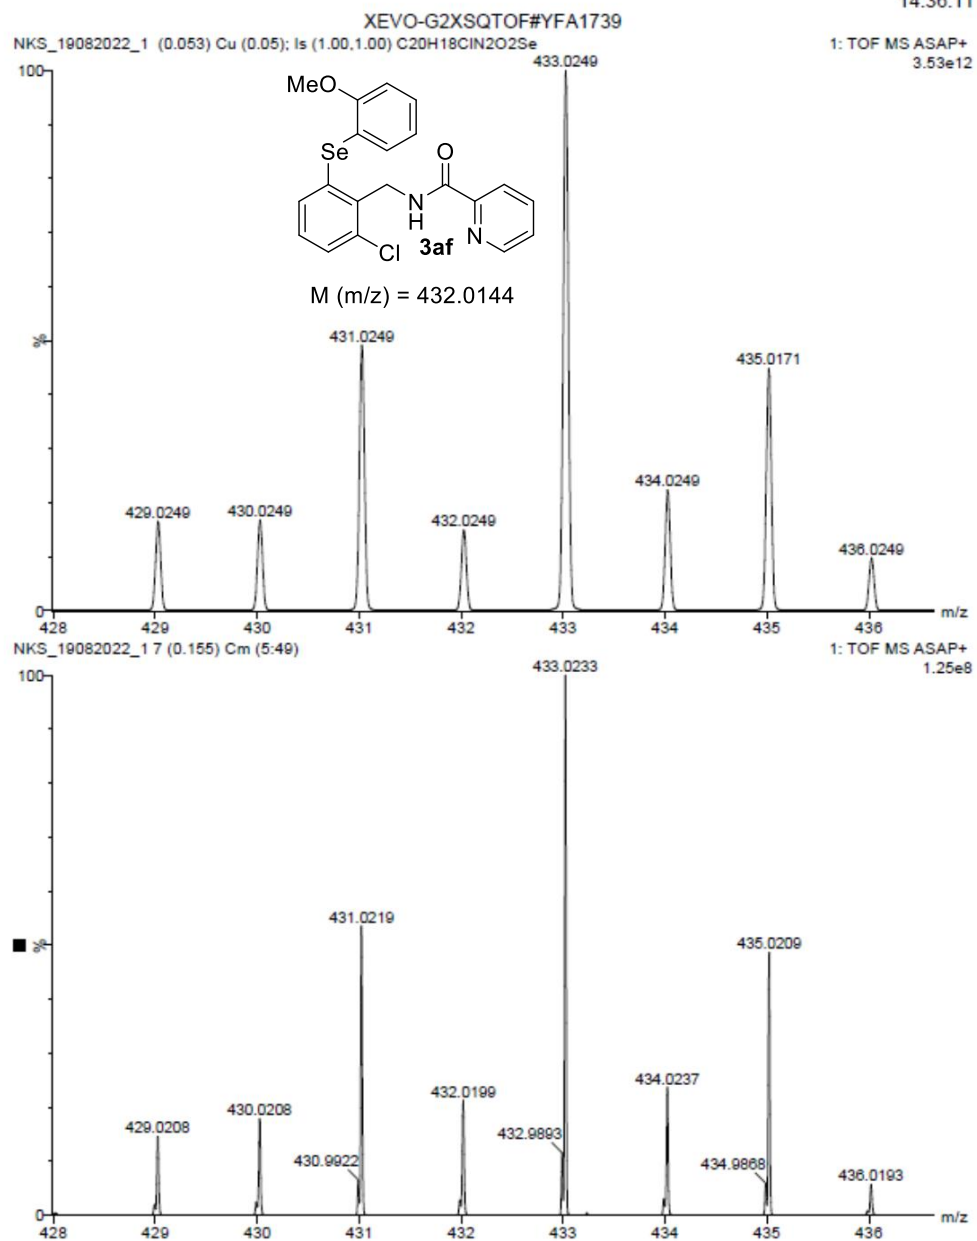 14:36:11
XEVO-G2XSQTOF#YFA1739
NKS_19082022_1 (0.053) Cu (0.05); Is (1.00,1.00) C20H18ClN2O2Se
1: TOF MS ASAP+
3.53e12
433.0249
100
MeO
Se
O
N
H
N
Cl
3af
M (m/z) = 432.0144
431.0249
%
435.0171
434.0249
429.0249
430.0249
432.0249
436.0249
0
428 429 430 431 432 433 434 435 436 m/z
NKS_19082022_1 7 (0.155) Cm (5:49)
1: TOF MS ASAP+
1.25e8
433.0233
100
431.0219
%
435.0209
434.0237
432.0199
430.0208
429.0208
432.9893
430.9922
434.9868
436.0193
0
428 429 430 431 432 433 434 435 436 m/z